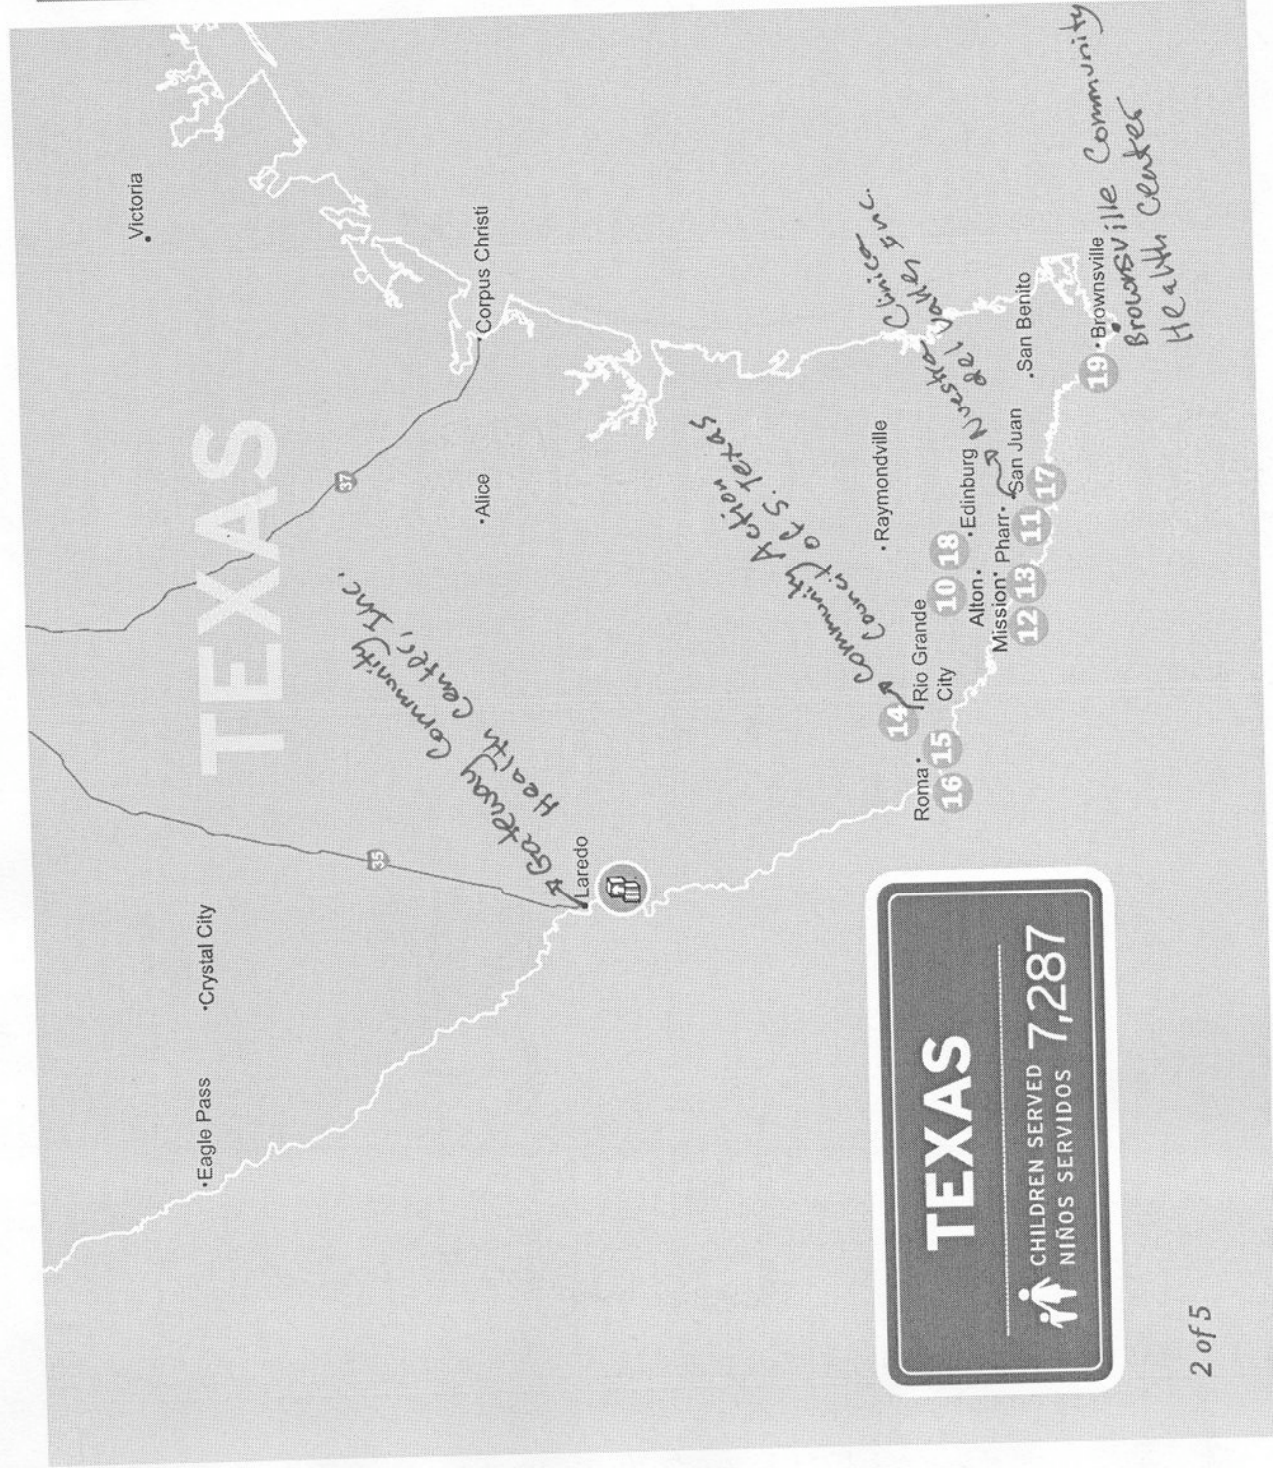 TEXAS
Victoria
37
Corpus Christi
Alice
35
Crystal City
Eagle Pass
Gateway Community
Health Center, Inc.
Laredo
Community Action
Council of S. Texas
Raymondville
Nuestra Clinica
del Valle, Inc.
14
Rio Grande
City
10
18
Edinburg
Roma
15
16
Alton
Mission
Pharr
San Juan
San Benito
12
13
11
17
19
Brownsville
Brownsville Community
Health Center
TEXAS
CHILDREN SERVED
NIÑOS SERVIDOS
7,287
2 of 5